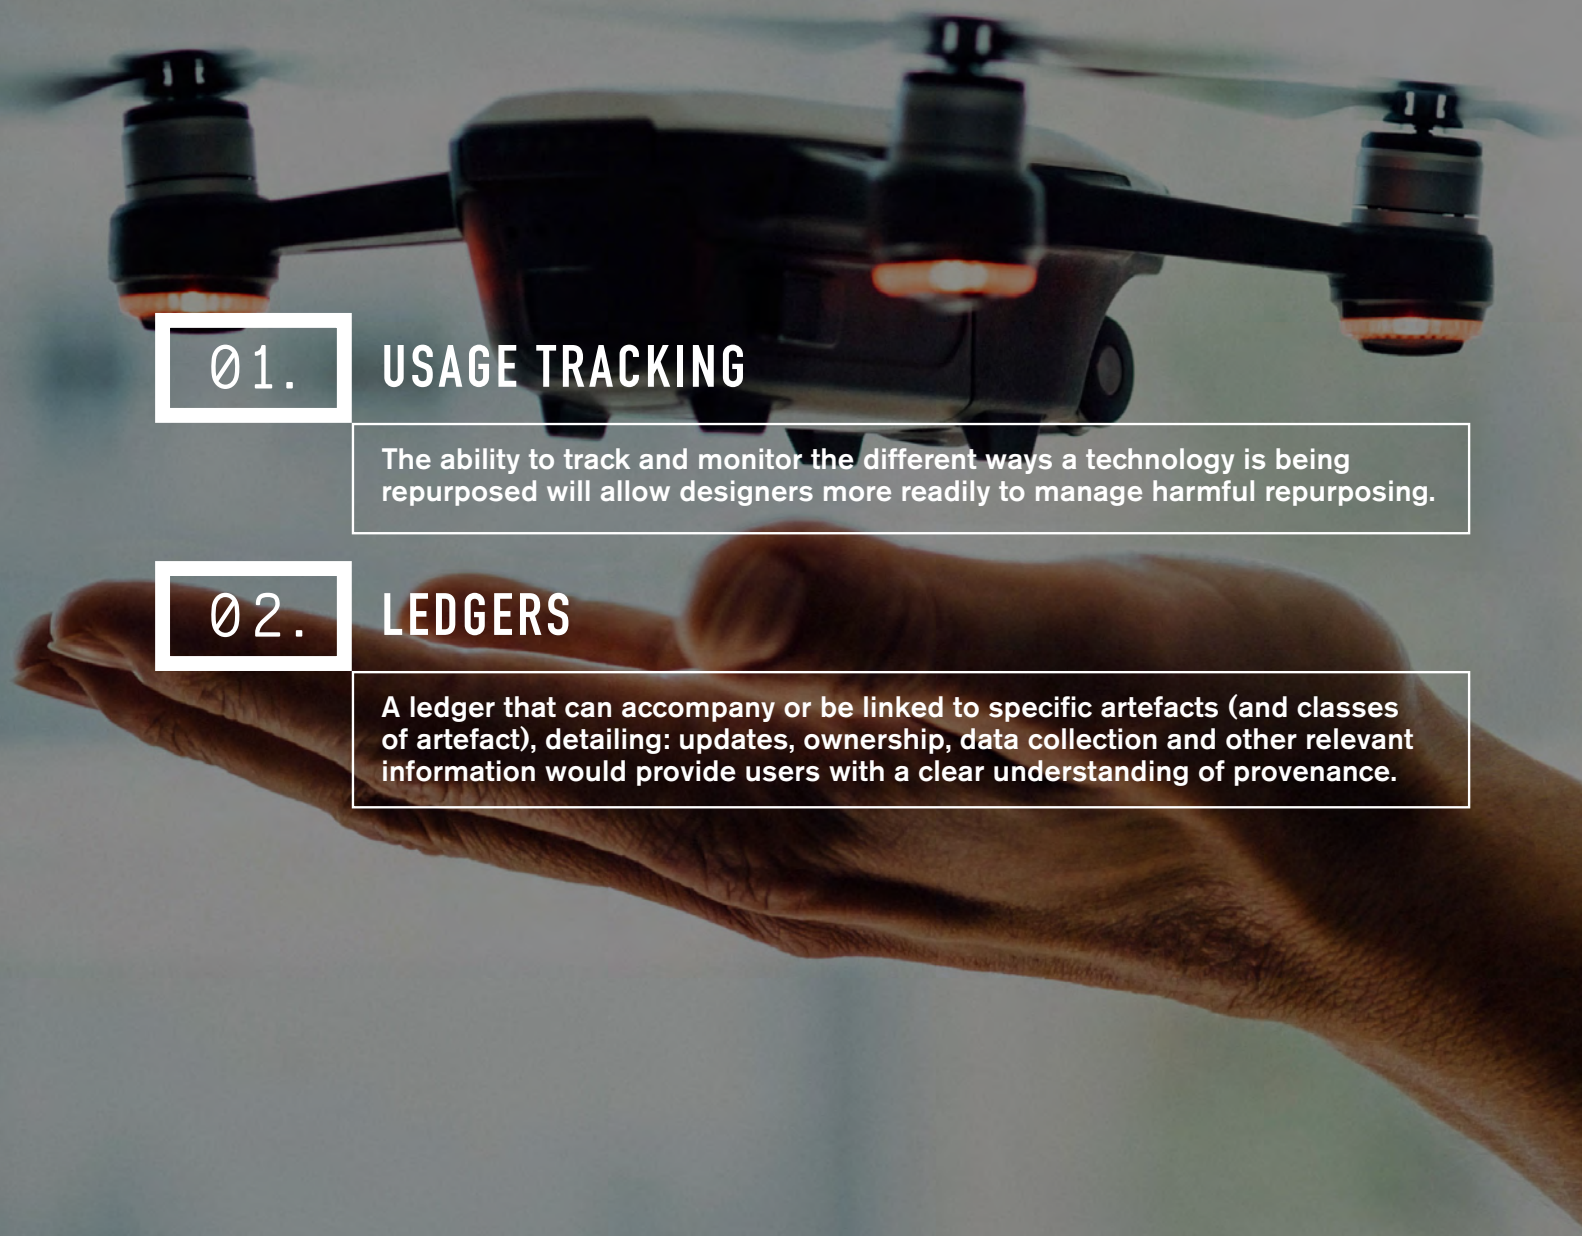 01.
USAGE TRACKING
The ability to track and monitor the different ways a technology is being
repurposed will allow designers more readily to manage harmful repurposing.
02.
LEDGERS
A ledger that can accompany or be linked to specific artefacts (and classes
of artefact), detailing: updates, ownership, data collection and other relevant
information would provide users with a clear understanding of provenance.